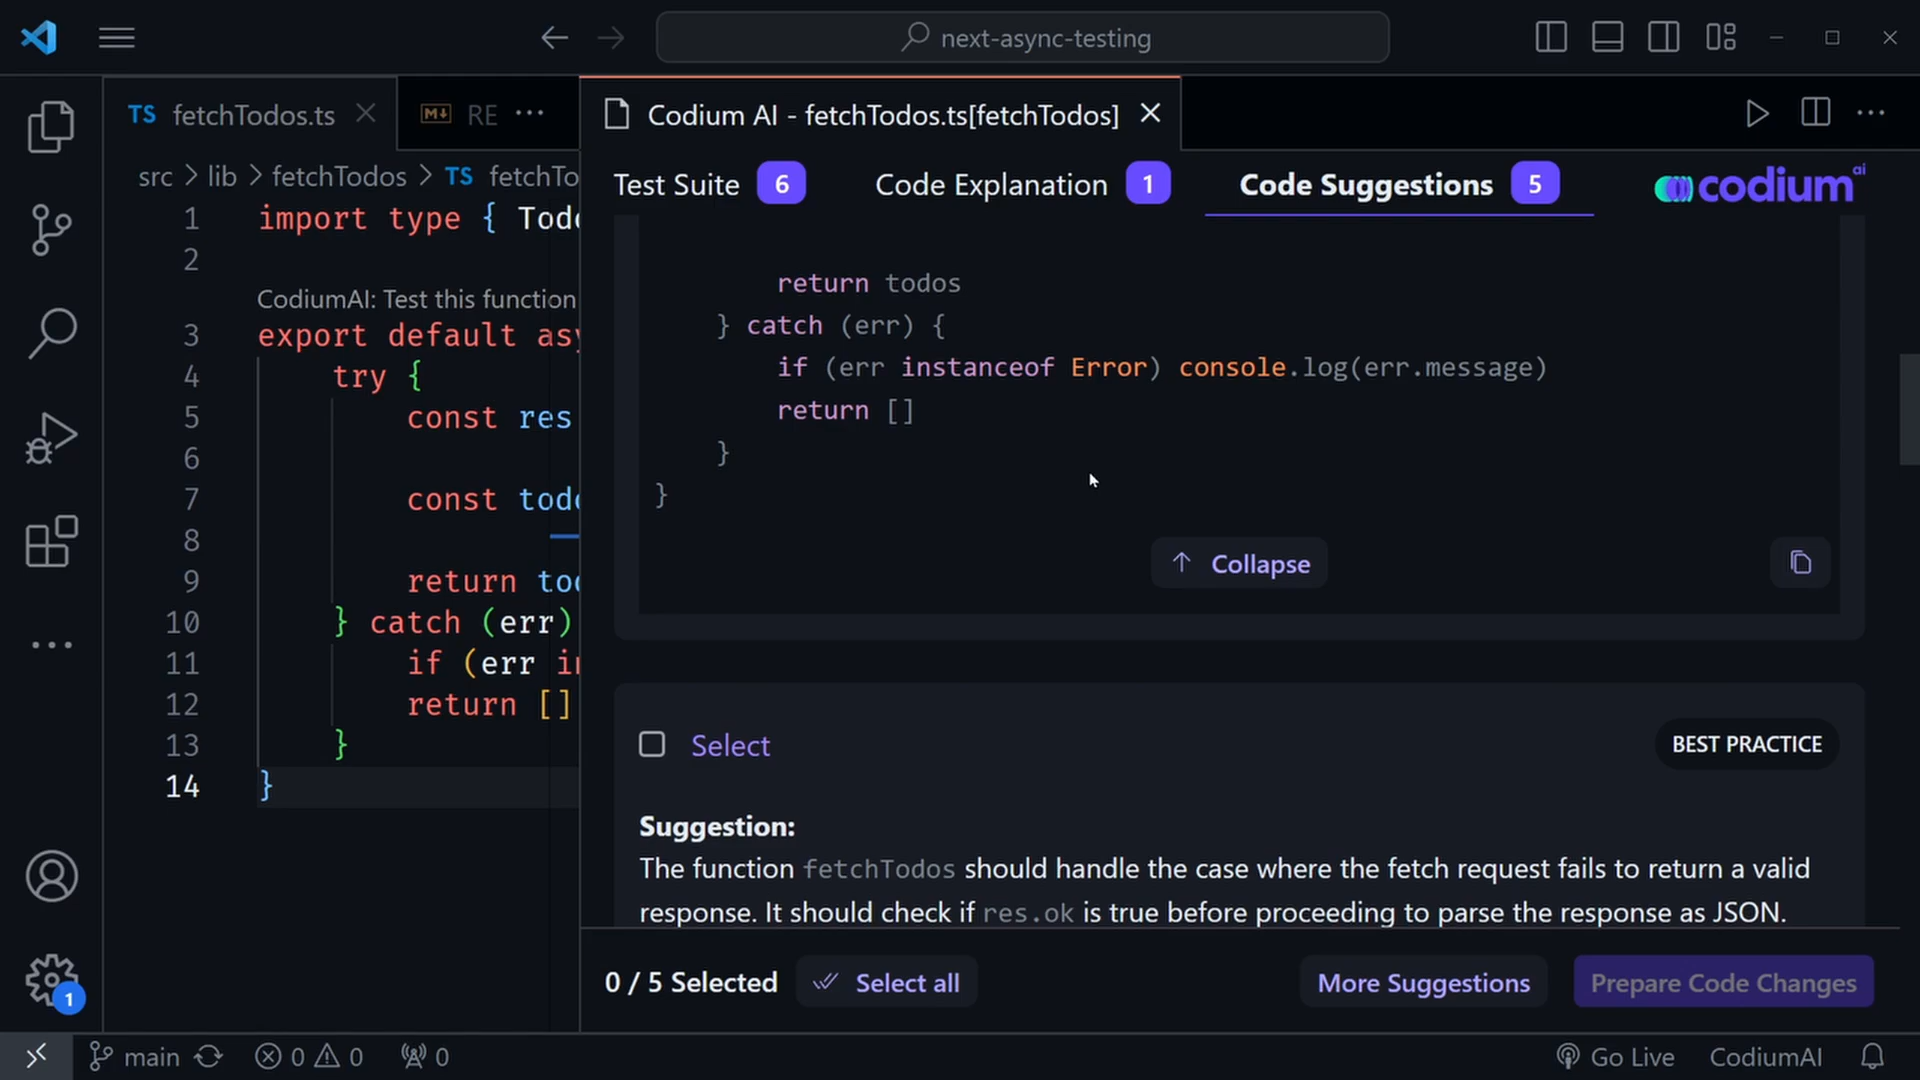 next-async-testing
TS fetchTodos.ts
RE ...
Codium AI - fetchTodos.ts[fetchTodos]
src > lib > fetchTodos > TS fetchTo
Test Suite 6
Code Explanation 1
Code Suggestions 5
codium ai
1 import type { Todo
2
CodiumAI: Test this function
3 export default asy
4 try {
5 const res
6
7 const todo
8
9 return tod
10 } catch (err)
11 if (err in
12 return []
13 }
14 }
return todos
} catch (err) {
if (err instanceof Error) console.log(err.message)
return []
}
}
↑ Collapse
Select
BEST PRACTICE
Suggestion:
The function fetchTodos should handle the case where the fetch request fails to return a valid
response. It should check if res.ok is true before proceeding to parse the response as JSON.
0 / 5 Selected
Select all
More Suggestions
Prepare Code Changes
1
main
0
0
0
Go Live
CodiumAI